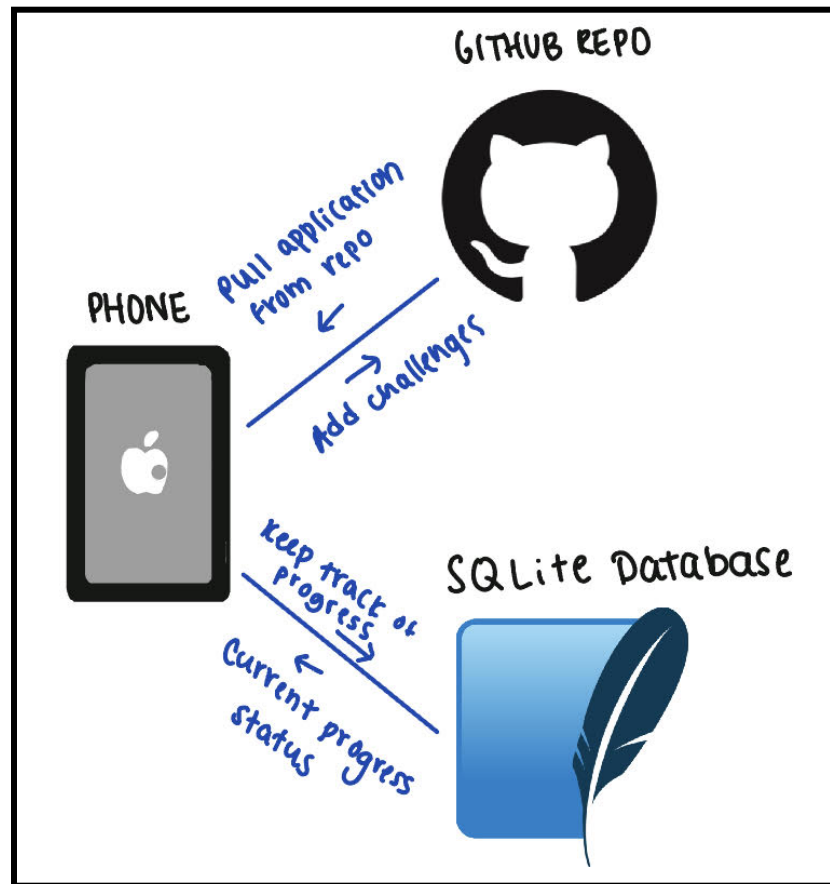 GITHUB REPO
Pull application
from repo
PHONE
Add challenges
Keep track of
progress
SQLite Database
Current progress
status